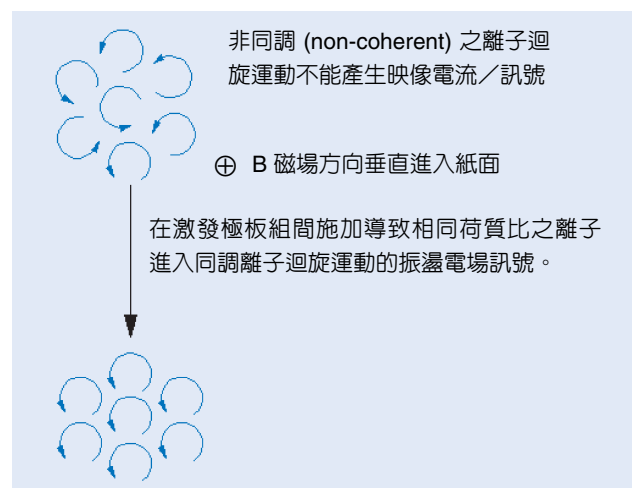 非同調 (non-coherent) 之離子迴
旋運動不能產生映像電流／訊號
⊕ B 磁場方向垂直進入紙面
在激發極板組間施加導致相同荷質比之離子
進入同調離子迴旋運動的振盪電場訊號。